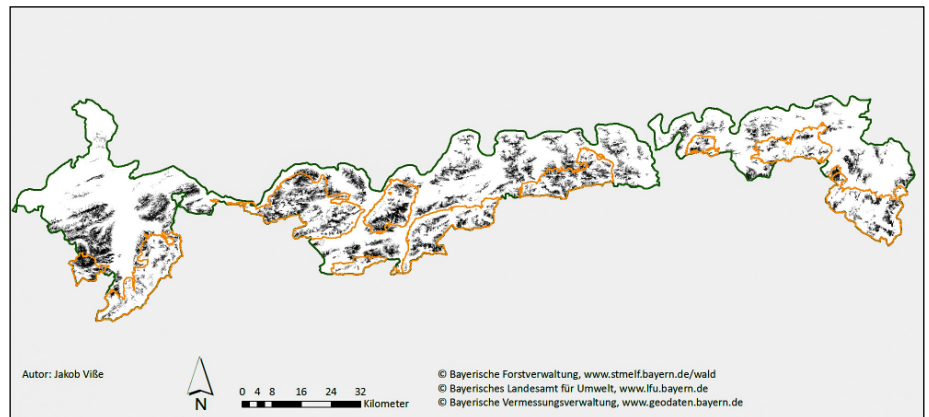 Autor: Jakob Viße
N
0 4 8 16 24 32
Kilometer
© Bayerische Forstverwaltung, www.stmelf.bayern.de/wald
© Bayerisches Landesamt für Umwelt, www.lfu.bayern.de
© Bayerische Vermessungsverwaltung, www.geodaten.bayern.de